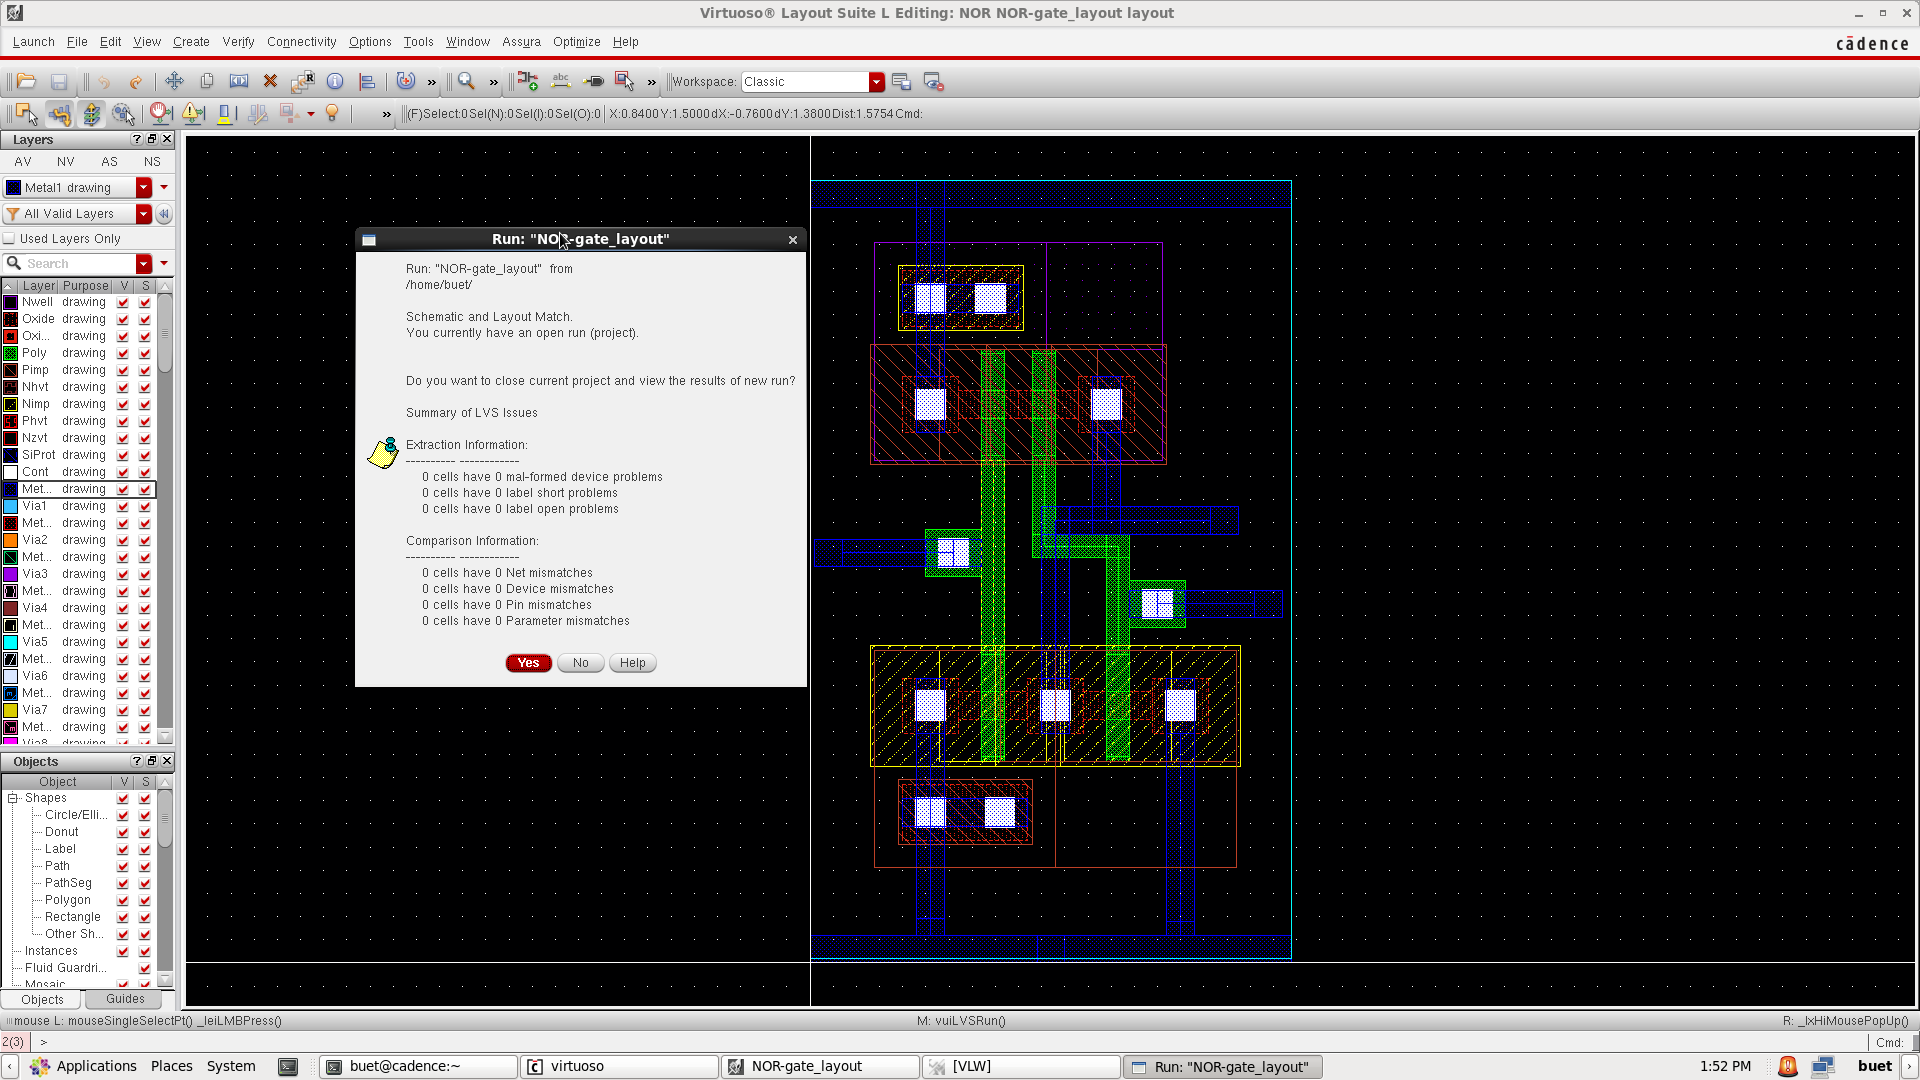 Virtuoso® Layout Suite L Editing: NOR NOR-gate_layout layout
Launch File Edit View Create Verify Connectivity Options Tools Window Assura Optimize Help
cādence
Workspace: Classic
(F)Select:0 Sel(N):0 Sel(I):0 Sel(O):0 X:0.8400 Y:1.5000 dX:-0.7600 dY:1.3800 Dist:1.5754 Cmd:
Layers
AV NV AS NS
Metal1 drawing
All Valid Layers
Used Layers Only
Search
Layer Purpose V S
Nwell drawing
Oxide drawing
Oxi... drawing
Poly drawing
Pimp drawing
Nhvt drawing
Nimp drawing
Phvt drawing
Nzvt drawing
SiProt drawing
Cont drawing
Met... drawing
Via1 drawing
Met... drawing
Via2 drawing
Met... drawing
Via3 drawing
Met... drawing
Via4 drawing
Met... drawing
Via5 drawing
Met... drawing
Via6 drawing
Met... drawing
Via7 drawing
Met... drawing
Via8 drawing
Objects
Object V S
Shapes
Circle/Elli...
Donut
Label
Path
PathSeg
Polygon
Rectangle
Other Sh...
Instances
Fluid Guardri...
Mosaic
Objects Guides
Run: "NOR-gate_layout"
Run: "NOR-gate_layout" from
/home/buet/
Schematic and Layout Match.
You currently have an open run (project).
Do you want to close current project and view the results of new run?
Summary of LVS Issues
Extraction Information:
---------- ------------
0 cells have 0 mal-formed device problems
0 cells have 0 label short problems
0 cells have 0 label open problems
Comparison Information:
---------- ------------
0 cells have 0 Net mismatches
0 cells have 0 Device mismatches
0 cells have 0 Pin mismatches
0 cells have 0 Parameter mismatches
Yes No Help
mouse L: mouseSingleSelectPt() _leiLMBPress() M: vuiLVSRun() R: _lxHiMousePopUp()
2(3) > Cmd:
Applications Places System buet@cadence:~ virtuoso NOR-gate_layout [VLW] Run: "NOR-gate_layout" 1:52 PM buet